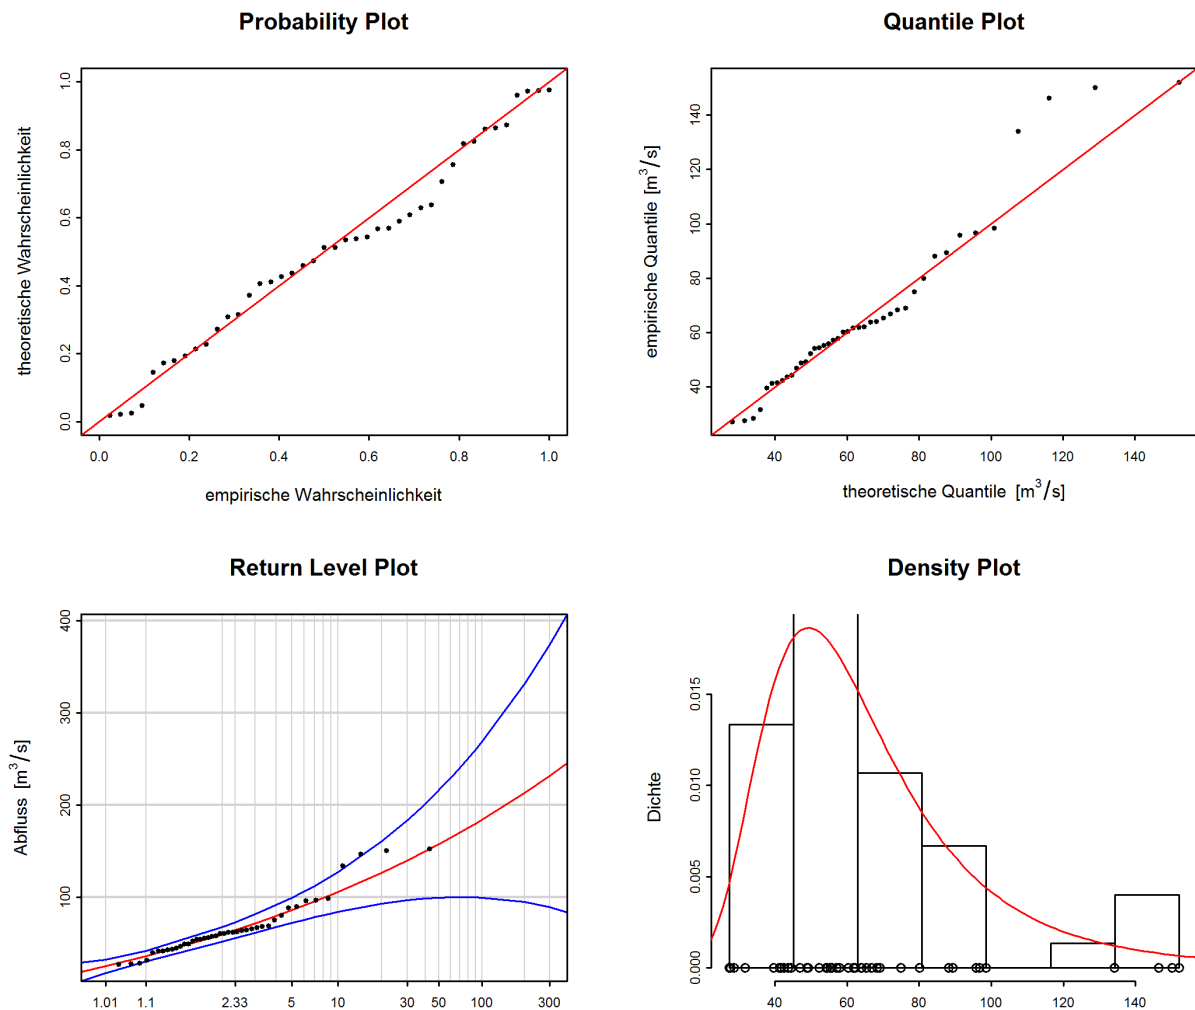 Probability Plot
theoretische Wahrscheinlichkeit
0.0 0.2 0.4 0.6 0.8 1.0
0.0 0.2 0.4 0.6 0.8 1.0
empirische Wahrscheinlichkeit
Quantile Plot
empirische Quantile [m³/s]
40 60 80 100 120 140
40 60 80 100 120 140
theoretische Quantile [m³/s]
Return Level Plot
Abfluss [m³/s]
100 200 300 400
1.01 1.1 2.33 5 10 30 50 100 300
Density Plot
Dichte
0.000 0.005 0.010 0.015
40 60 80 100 120 140